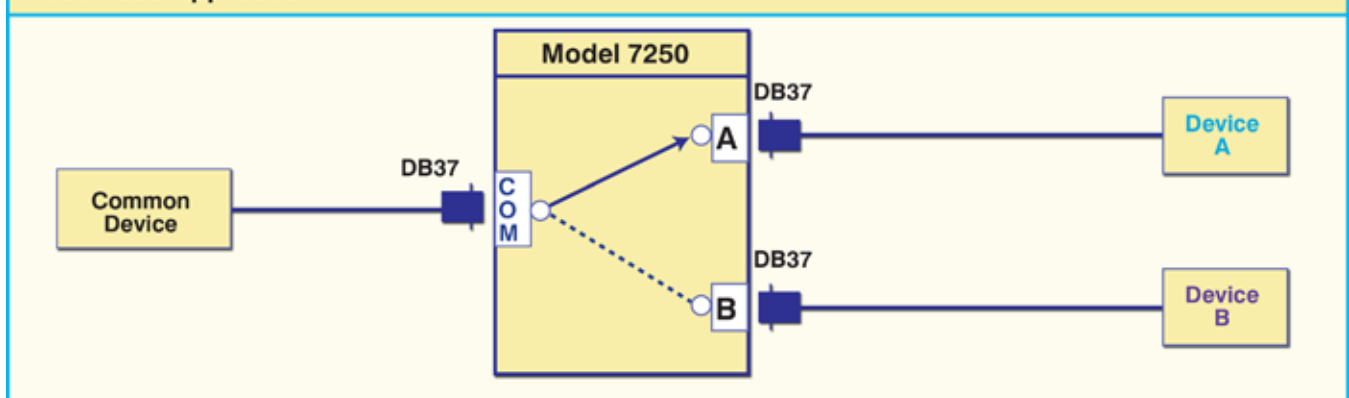 Model 7250
DB37
A
Device
A
DB37
Common
Device
C
O
M
DB37
B
Device
B